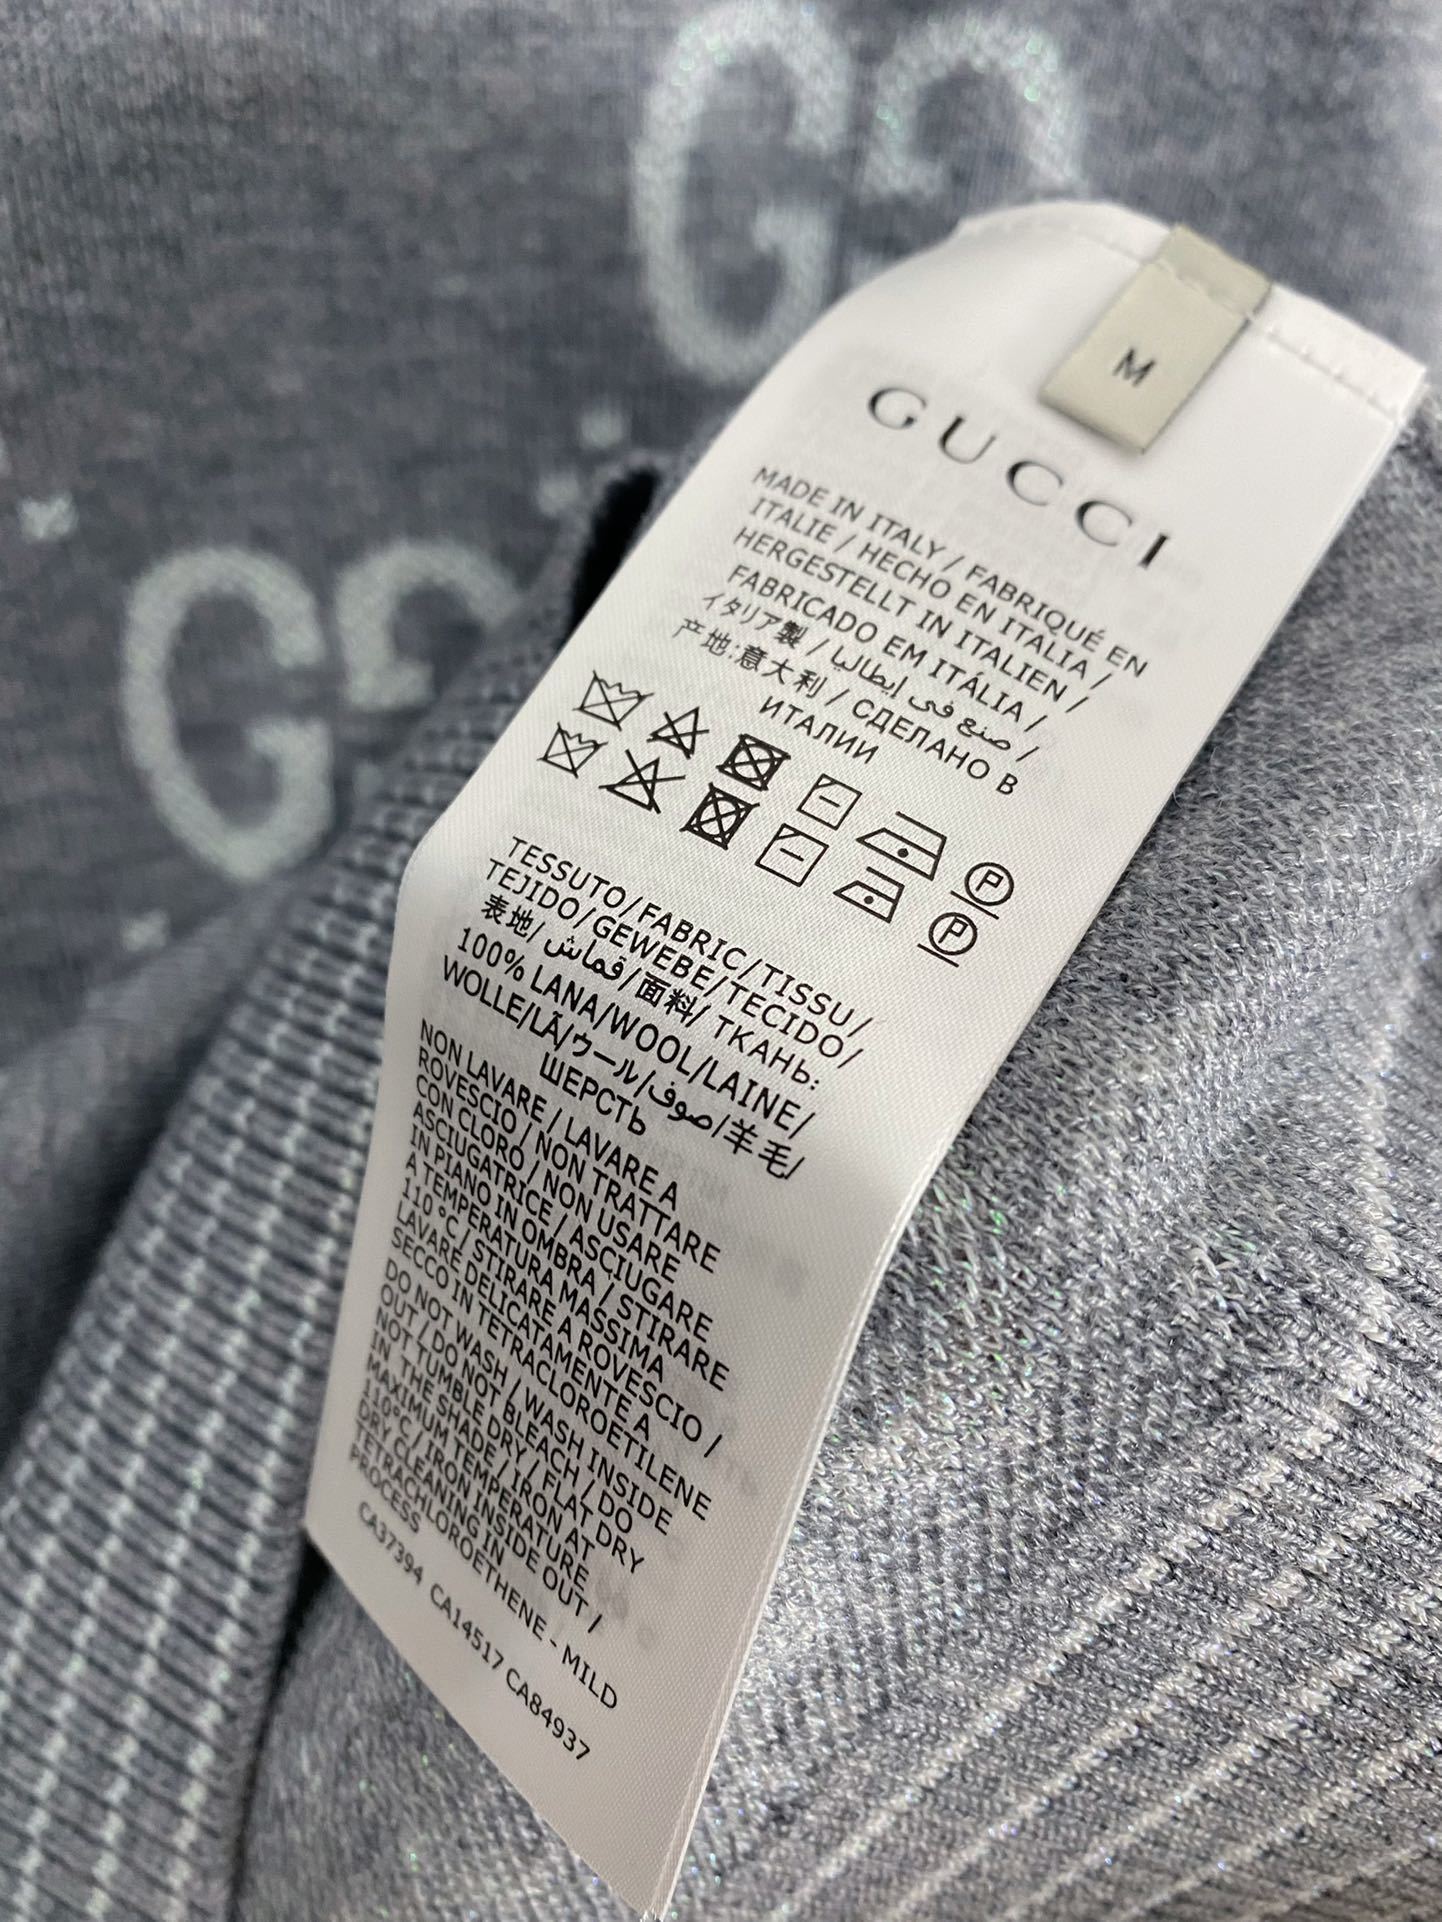 M
GUCCI
MADE IN ITALY / FABRIQUÉ EN
ITALIE / HECHO EN ITALIA /
HERGESTELLT IN ITALIEN /
FABRICADO EM ITÁLIA /
イタリア製 / صنع في إيطاليا /
产地:意大利 / СДЕЛАНО В
ИТАЛИИ
P
P
TESSUTO/FABRIC/TISSU/
TEJIDO/GEWEBE/TECIDO/
表地/قماش/面料/ТКАНЬ:
100% LANA/WOOL/LAINE/
WOLLE/LÃ/ウール/صوف/羊毛/
ШЕРСТЬ
NON LAVARE / LAVARE A
ROVESCIO / NON TRATTARE
CON CLORO / NON USARE
ASCIUGATRICE / ASCIUGARE
IN PIANO IN OMBRA / STIRARE
A TEMPERATURA MASSIMA
110°C / STIRARE A ROVESCIO /
LAVARE DELICATAMENTE A
SECCO IN TETRACLOROETILENE
DO NOT WASH / WASH INSIDE
OUT / DO NOT BLEACH / DO
NOT TUMBLE DRY / FLAT DRY
IN THE SHADE / IRON AT
MAXIMUM TEMPERATURE
110°C / IRON INSIDE OUT /
DRY CLEANING IN
TETRACHLOROETHENE - MILD
PROCESS
CA37394 CA14517 CA84937